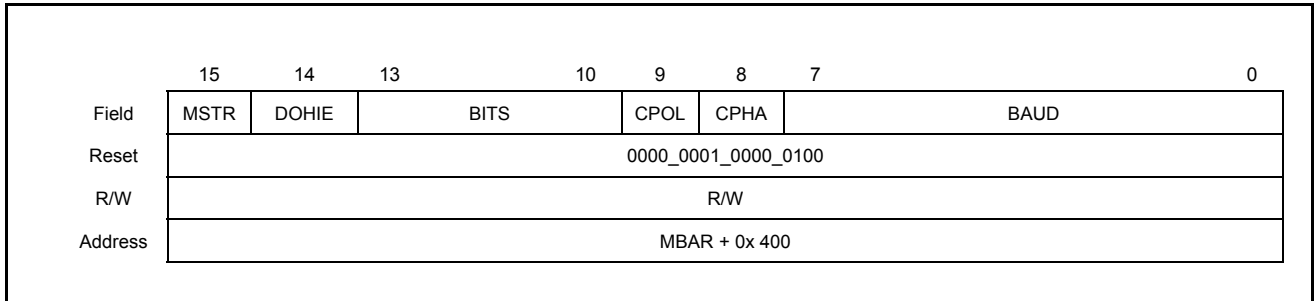 15 14 13 10 9 8 7 0
Field MSTR DOHIE BITS CPOL CPHA BAUD
Reset 0000_0001_0000_0100
R/W R/W
Address MBAR + 0x 400